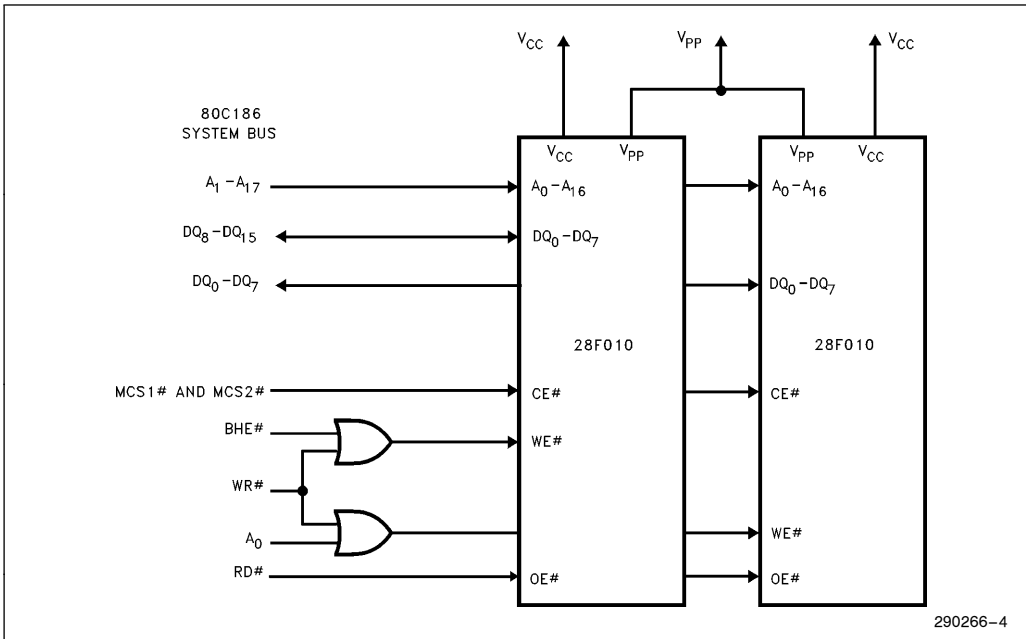 V_CC V_PP V_CC
80C186
SYSTEM BUS
V_CC V_PP V_PP V_CC
A_1–A_17 A_0–A_16 A_0–A_16
DQ_8–DQ_15 DQ_0–DQ_7
DQ_0–DQ_7 DQ_0–DQ_7
28F010 28F010
MCS1# AND MCS2# CE# CE#
BHE#
WE#
WR#
A_0 WE#
RD# OE# OE#
290266–4